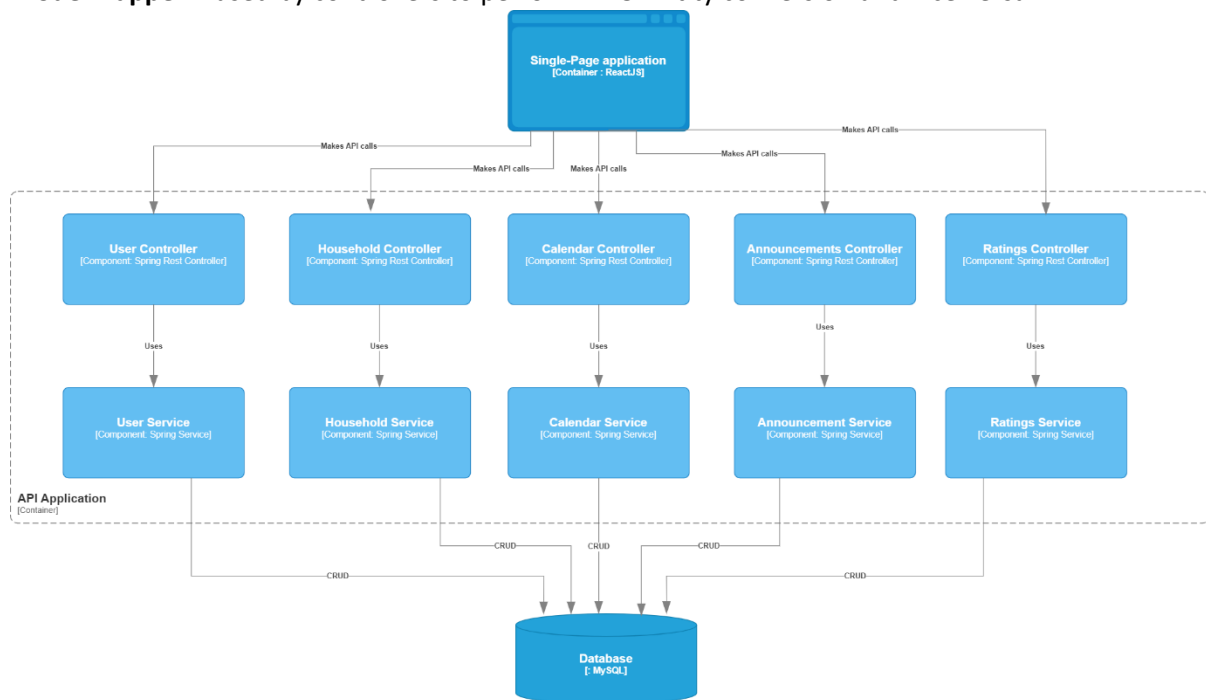 Single-Page application
[Container : ReactJS]
Makes API calls
Makes API calls
Makes API calls
Makes API calls
Makes API calls
User Controller
[Component: Spring Rest Controller]
Household Controller
[Component: Spring Rest Controller]
Calendar Controller
[Component: Spring Rest Controller]
Announcements Controller
[Component: Spring Rest Controller]
Ratings Controller
[Component: Spring Rest Controller]
Uses
Uses
Uses
Uses
Uses
User Service
[Component: Spring Service]
Household Service
[Component: Spring Service]
Calendar Service
[Component: Spring Service]
Announcement Service
[Component: Spring Service]
Ratings Service
[Component: Spring Service]
API Application
[Container]
CRUD
CRUD
CRUD
CRUD
CRUD
Database
[: MySQL]